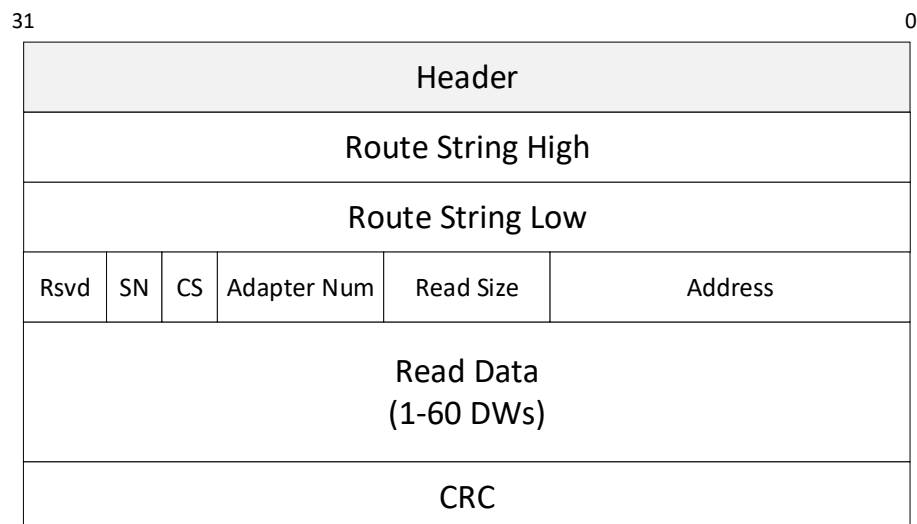 31 0
Header
Route String High
Route String Low
Rsvd SN CS Adapter Num Read Size Address
Read Data
(1-60 DWs)
CRC